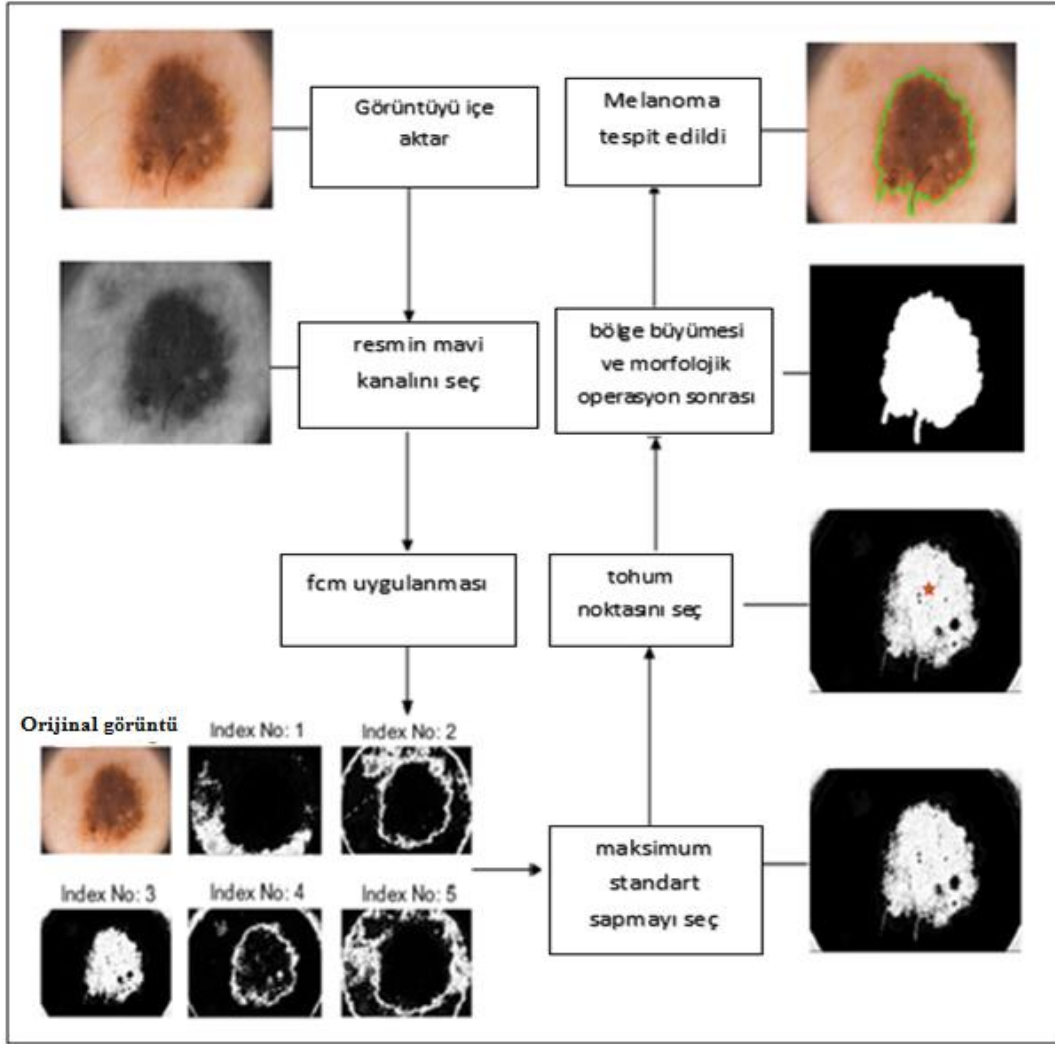 Görüntüyü içe
aktar
resmin mavi
kanalını seç
fcm uygulanması
Orijinal görüntü
Index No: 1
Index No: 2
Index No: 3
Index No: 4
Index No: 5
maksimum
standart
sapmayı seç
tohum
noktasını seç
bölge büyümesi
ve morfolojik
operasyon sonrası
Melanoma
tespit edildi